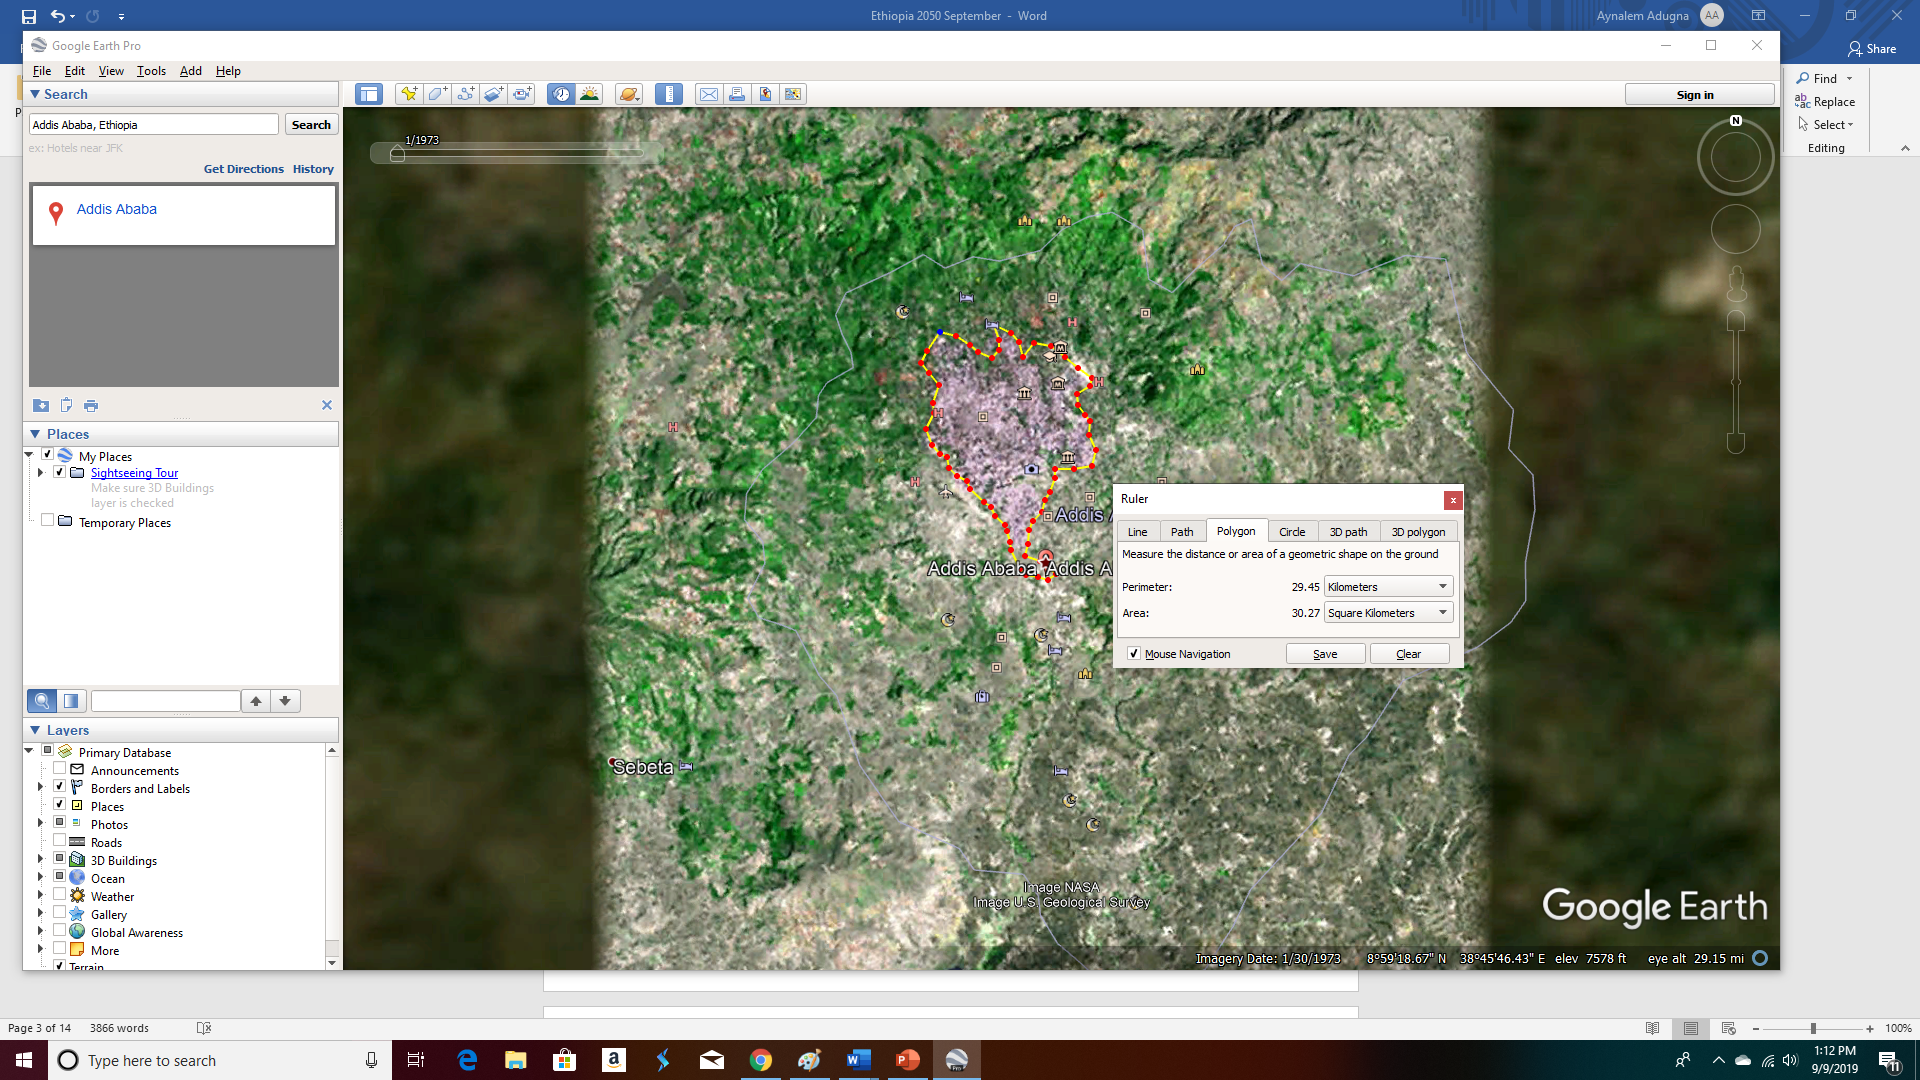 Ethiopia 2050 September - Word
Aynalem Adugna
AA
Share
Google Earth Pro
File Edit View Tools Add Help
Find
Replace
Select
Editing
Search
Addis Ababa, Ethiopia
Search
ex: Hotels near JFK
Get Directions History
Addis Ababa
Places
My Places
Sightseeing Tour
Make sure 3D Buildings
layer is checked
Temporary Places
Layers
Primary Database
Announcements
Borders and Labels
Places
Photos
Roads
3D Buildings
Ocean
Weather
Gallery
Global Awareness
More
Terrain
Sign in
1/1973
N
Addis Ababa
Addis A
Addis A
Sebeta
Ruler
x
Line Path Polygon Circle 3D path 3D polygon
Measure the distance or area of a geometric shape on the ground
Perimeter: 29.45 Kilometers
Area: 30.27 Square Kilometers
Mouse Navigation Save Clear
Image NASA
Image U.S. Geological Survey
Google Earth
Imagery Date: 1/30/1973 8°59'18.67" N 38°45'46.43" E elev 7578 ft eye alt 29.15 mi
Page 3 of 14 3866 words
100%
Type here to search
1:12 PM
9/9/2019
11